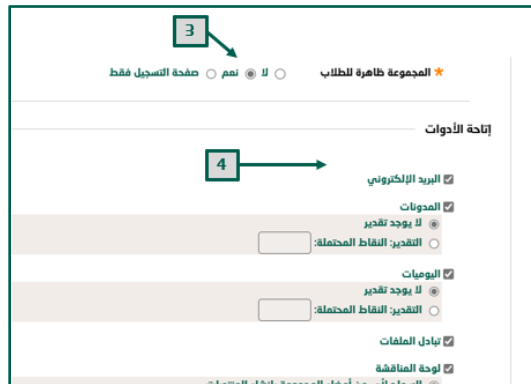 3
* المجموعة ظاهرة للطلاب لا نعم صفحة التسجيل فقط
إتاحة الأدوات
4
البريد الإلكتروني
المدونات
لا يوجد تقدير
التقدير: النقاط المحتملة:
اليوميات
لا يوجد تقدير
التقدير: النقاط المحتملة:
تبادل الملفات
لوحة المناقشة